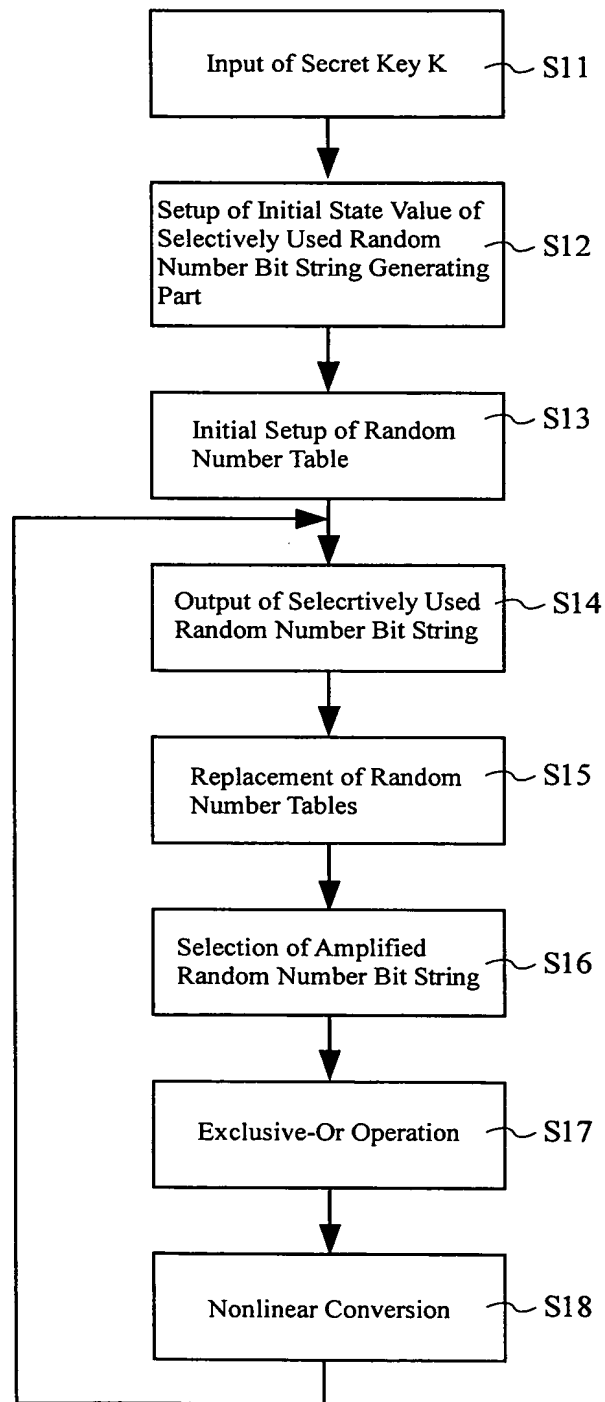 Input of Secret Key K
S11
Setup of Initial State Value of
Selectively Used Random
Number Bit String Generating
Part
S12
Initial Setup of Random
Number Table
S13
Output of Selecrtively Used
Random Number Bit String
S14
Replacement of Random
Number Tables
S15
Selection of Amplified
Random Number Bit String
S16
Exclusive-Or Operation
S17
Nonlinear Conversion
S18